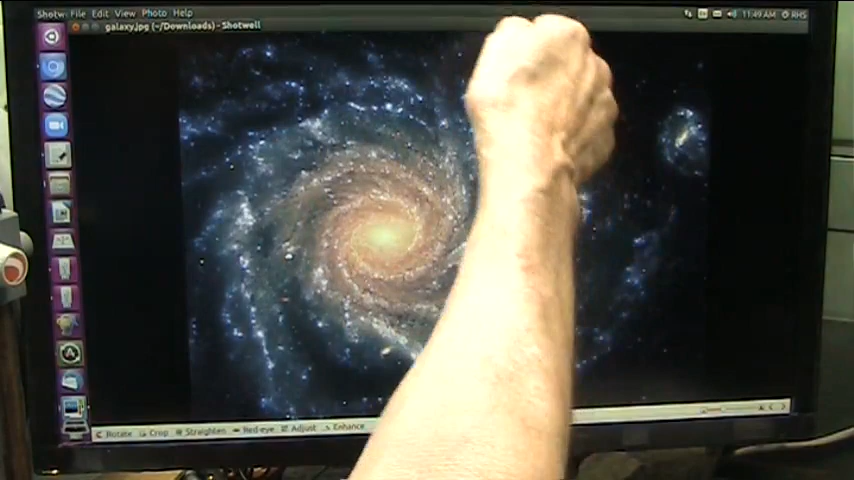 Shotw File Edit View Photo Help
11:49 AM RHS
galaxy.jpg (~/Downloads) - Shotwell
Rotate Crop Straighten Red-eye Adjust Enhance